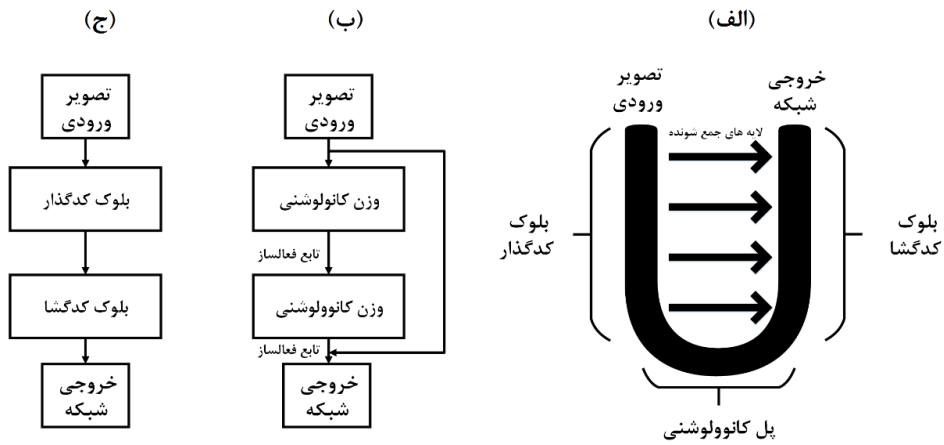 (الف)
تصویر
ورودی
خروجی
شبکه
لایه های جمع شونده
بلوک
کدگشا
بلوک
کدگذار
پل کانوولوشنی
(ب)
تصویر
ورودی
وزن کانولوشنی
تابع فعالساز
وزن کانوولوشنی
تابع فعالساز
خروجی
شبکه
(ج)
تصویر
ورودی
بلوک کدگذار
بلوک کدگشا
خروجی
شبکه